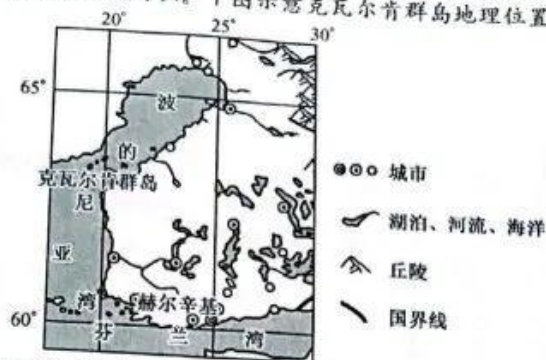 下图示意克瓦尔肯群岛地理位置
20° 25° 30°
65°
波
的
克瓦尔肯群岛
尼
亚
湾
赫尔辛基
60°
芬 兰 湾
城市
湖泊、河流、海洋
丘陵
国界线